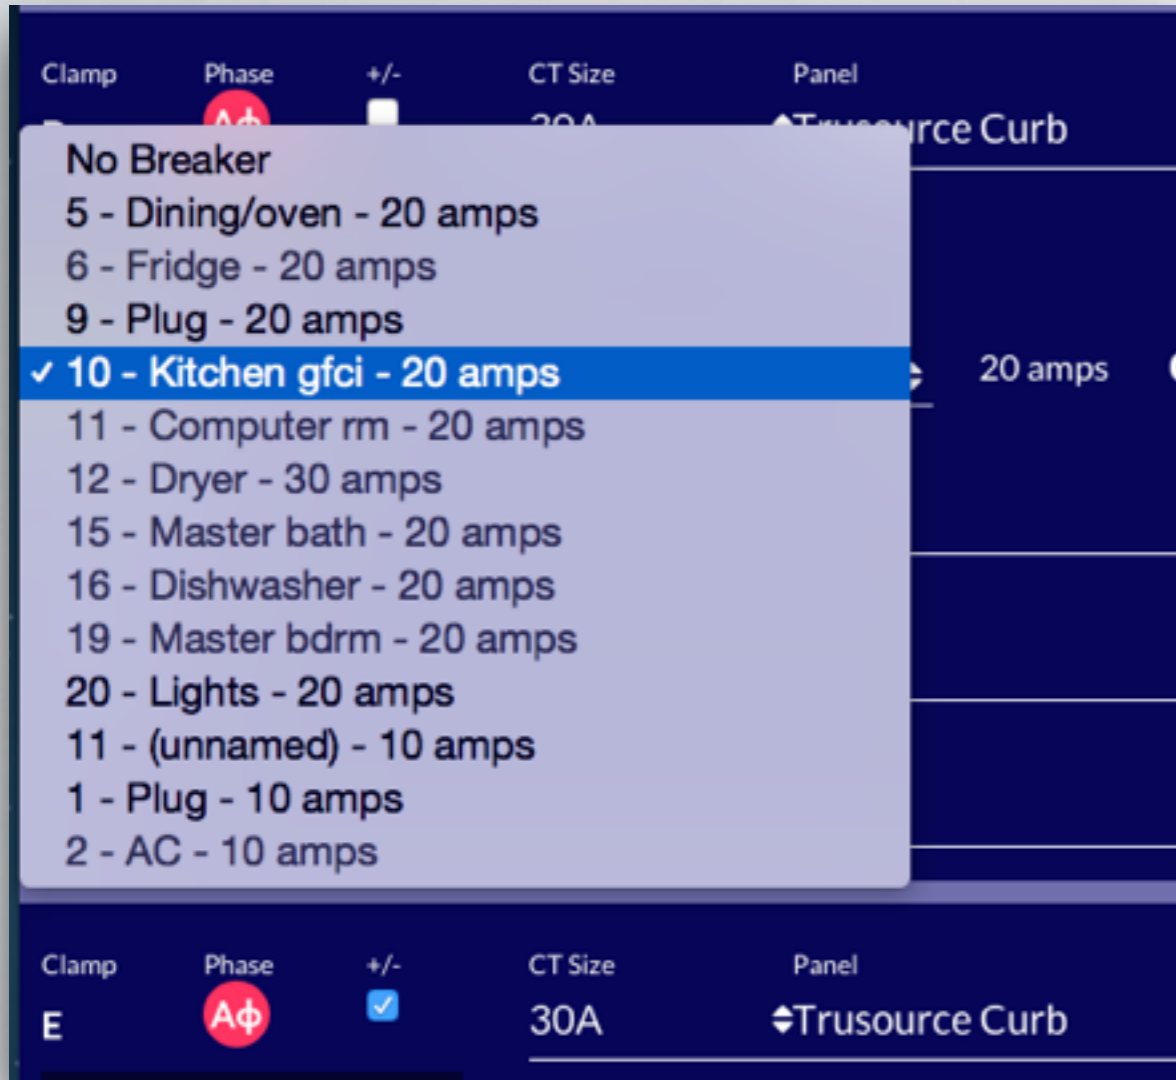 Clamp Phase +/- CT Size Panel
Aϕ 30A Trusource Curb
No Breaker
5 - Dining/oven - 20 amps
6 - Fridge - 20 amps
9 - Plug - 20 amps
✓ 10 - Kitchen gfci - 20 amps
20 amps
11 - Computer rm - 20 amps
12 - Dryer - 30 amps
15 - Master bath - 20 amps
16 - Dishwasher - 20 amps
19 - Master bdrm - 20 amps
20 - Lights - 20 amps
11 - (unnamed) - 10 amps
1 - Plug - 10 amps
2 - AC - 10 amps
Clamp Phase +/- CT Size Panel
E Aϕ 30A Trusource Curb